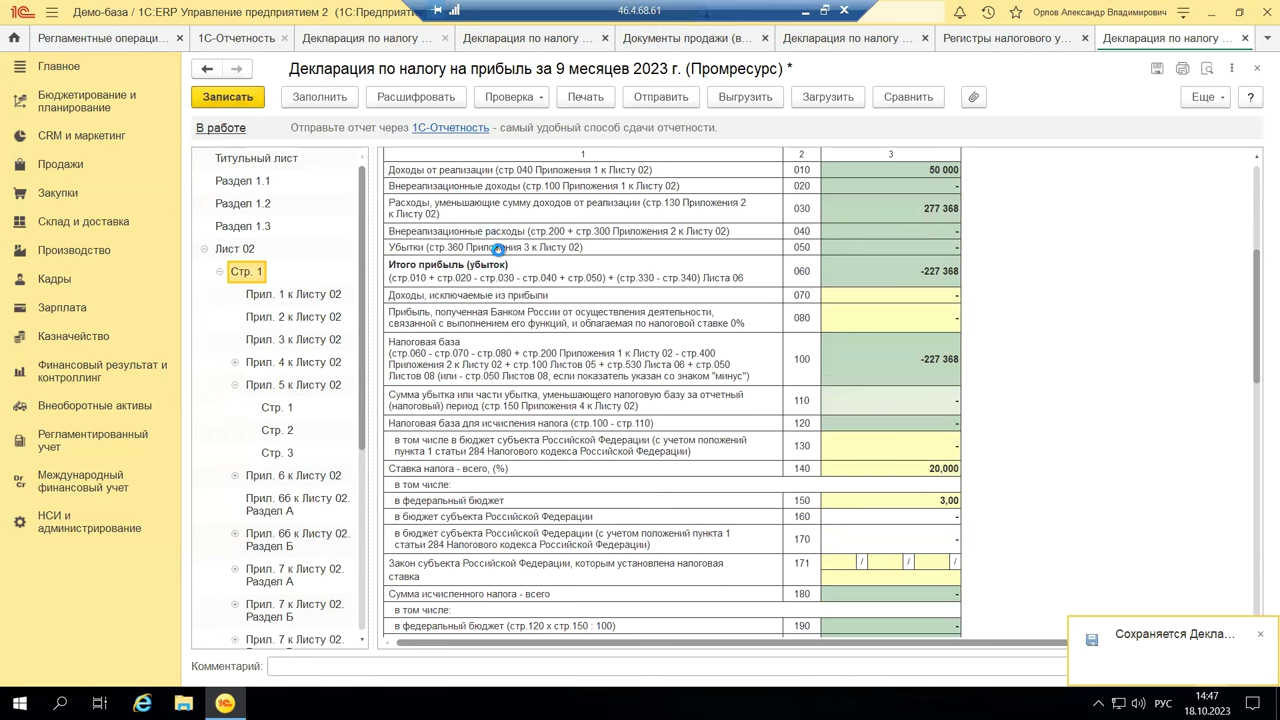 Демо-база / 1С:ERP Управление предприятием 2 (1С:Предприятие
46.4.68.61
Орлов Александр Владимирович
Регламентные операци...
1С-Отчетность
Декларация по налогу ...
Декларация по налогу ...
Документы продажи (в...
Декларация по налогу ...
Регистры налогового у...
Декларация по налогу ...
Главное
Бюджетирование и
планирование
CRM и маркетинг
Продажи
Закупки
Склад и доставка
Производство
Кадры
Зарплата
Казначейство
Финансовый результат и
контроллинг
Внеоборотные активы
Регламентированный
учет
Международный
финансовый учет
НСИ и
администрирование
Декларация по налогу на прибыль за 9 месяцев 2023 г. (Промресурс) *
Записать
Заполнить
Расшифровать
Проверка
Печать
Отправить
Выгрузить
Загрузить
Сравнить
Еще
?
В работе
Отправьте отчет через 1С-Отчетность - самый удобный способ сдачи отчетности.
Титульный лист
Раздел 1.1
Раздел 1.2
Раздел 1.3
Лист 02
Стр. 1
Прил. 1 к Листу 02
Прил. 2 к Листу 02
Прил. 3 к Листу 02
Прил. 4 к Листу 02
Прил. 5 к Листу 02
Стр. 1
Стр. 2
Стр. 3
Прил. 6 к Листу 02
Прил. 6б к Листу 02.
Раздел А
Прил. 6б к Листу 02.
Раздел Б
Прил. 7 к Листу 02.
Раздел А
Прил. 7 к Листу 02.
Раздел Б
Прил. 7 к Листу 02.
1 2 3
Доходы от реализации (стр.040 Приложения 1 к Листу 02) 010 50 000
Внереализационные доходы (стр.100 Приложения 1 к Листу 02) 020 -
Расходы, уменьшающие сумму доходов от реализации (стр.130 Приложения 2
к Листу 02) 030 277 368
Внереализационные расходы (стр.200 + стр.300 Приложения 2 к Листу 02) 040 -
Убытки (стр.360 Приложения 3 к Листу 02) 050 -
Итого прибыль (убыток)
(стр.010 + стр.020 - стр.030 - стр.040 + стр.050) + (стр.330 - стр.340) Листа 06 060 -227 368
Доходы, исключаемые из прибыли 070 -
Прибыль, полученная Банком России от осуществления деятельности,
связанной с выполнением его функций, и облагаемая по налоговой ставке 0% 080 -
Налоговая база
(стр.060 - стр.070 - стр.080 + стр.200 Приложения 1 к Листу 02 - стр.400
Приложения 2 к Листу 02 + стр.100 Листов 05 + стр.530 Листа 06 + стр.050
Листов 08 (или - стр.050 Листов 08, если показатель указан со знаком "минус") 100 -227 368
Сумма убытка или части убытка, уменьшающего налоговую базу за отчетный
(налоговый) период (стр.150 Приложения 4 к Листу 02) 110 -
Налоговая база для исчисления налога (стр.100 - стр.110) 120 -
в том числе в бюджет субъекта Российской Федерации (с учетом положений
пункта 1 статьи 284 Налогового кодекса Российской Федерации) 130 -
Ставка налога - всего, (%) 140 20,000
в том числе:
в федеральный бюджет 150 3,00
в бюджет субъекта Российской Федерации 160 -
в бюджет субъекта Российской Федерации (с учетом положений пункта 1
статьи 284 Налогового кодекса Российской Федерации) 170 -
Закон субъекта Российской Федерации, которым установлена налоговая
ставка 171 / / /
Сумма исчисленного налога - всего 180 -
в том числе:
в федеральный бюджет (стр.120 х стр.150 : 100) 190 -
Сохраняется Декла...
Комментарий:
РУС
14:47
18.10.2023